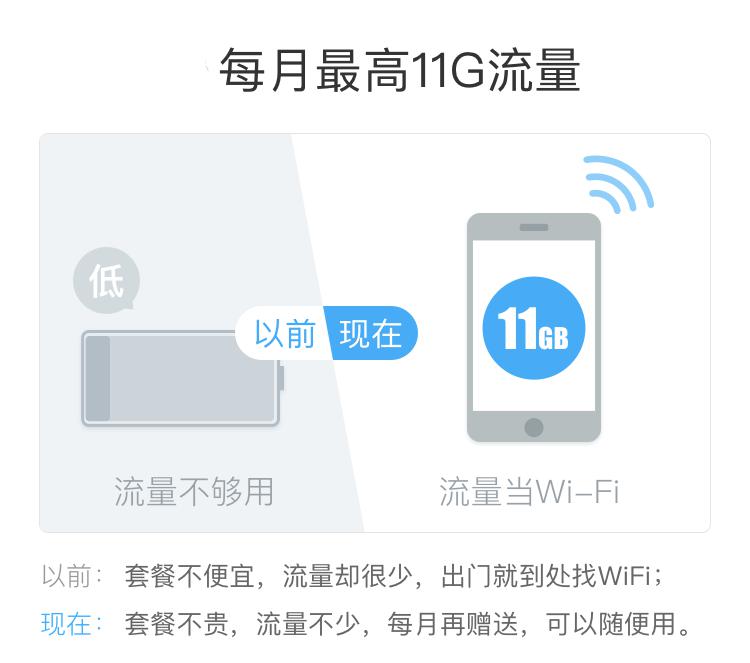 每月最高11G流量
低
以前 现在
11GB
流量不够用 流量当Wi-Fi
以前： 套餐不便宜，流量却很少，出门就到处找WiFi；
现在： 套餐不贵，流量不少，每月再赠送，可以随便用。